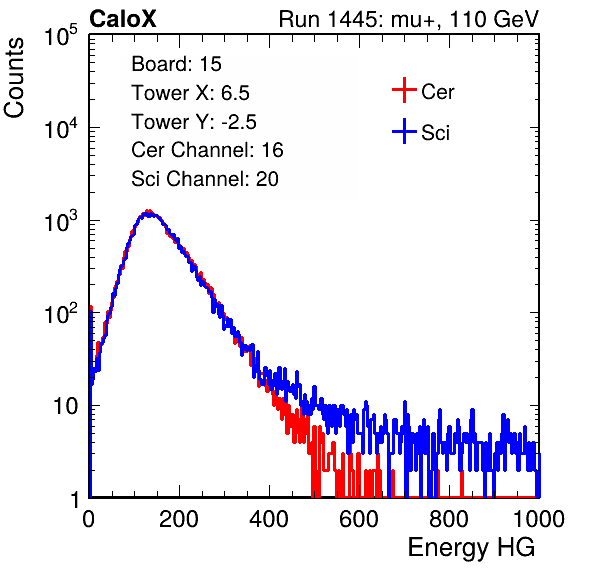 CaloX Run 1445: mu+, 110 GeV
Counts
Board: 15
Tower X: 6.5
Tower Y: -2.5
Cer Channel: 16
Sci Channel: 20
Cer
Sci
10^5
10^4
10^3
10^2
10
1
0 200 400 600 800 1000
Energy HG